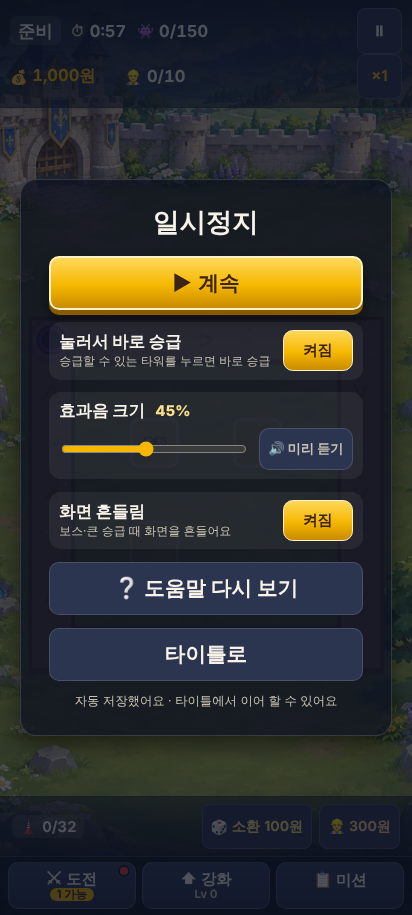 준비 ⏱ 0:57 👾 0/150 ⏸
💰 1,000원 👷 0/10 ×1
일시정지
▶ 계속
눌러서 바로 승급
승급할 수 있는 타워를 누르면 바로 승급
켜짐
효과음 크기 45%
🔊 미리 듣기
화면 흔들림
보스·큰 승급 때 화면을 흔들어요
켜짐
❔ 도움말 다시 보기
타이틀로
자동 저장했어요 · 타이틀에서 이어 할 수 있어요
🗼 0/32 🎲 소환 100원 👷 300원
⚔ 도전 ⬆ 강화 📋 미션
1 가능 Lv 0